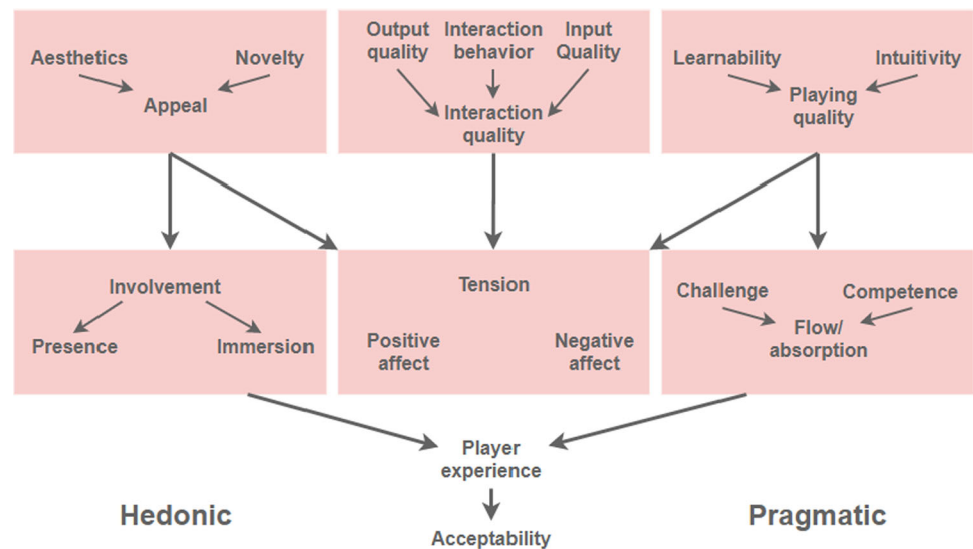 Aesthetics
Novelty
Appeal
Output
quality
Interaction
behavior
Input
Quality
Interaction
quality
Learnability
Intuitivity
Playing
quality
Involvement
Presence
Immersion
Tension
Positive
affect
Negative
affect
Challenge
Competence
Flow/
absorption
Player
experience
Hedonic
Pragmatic
Acceptability